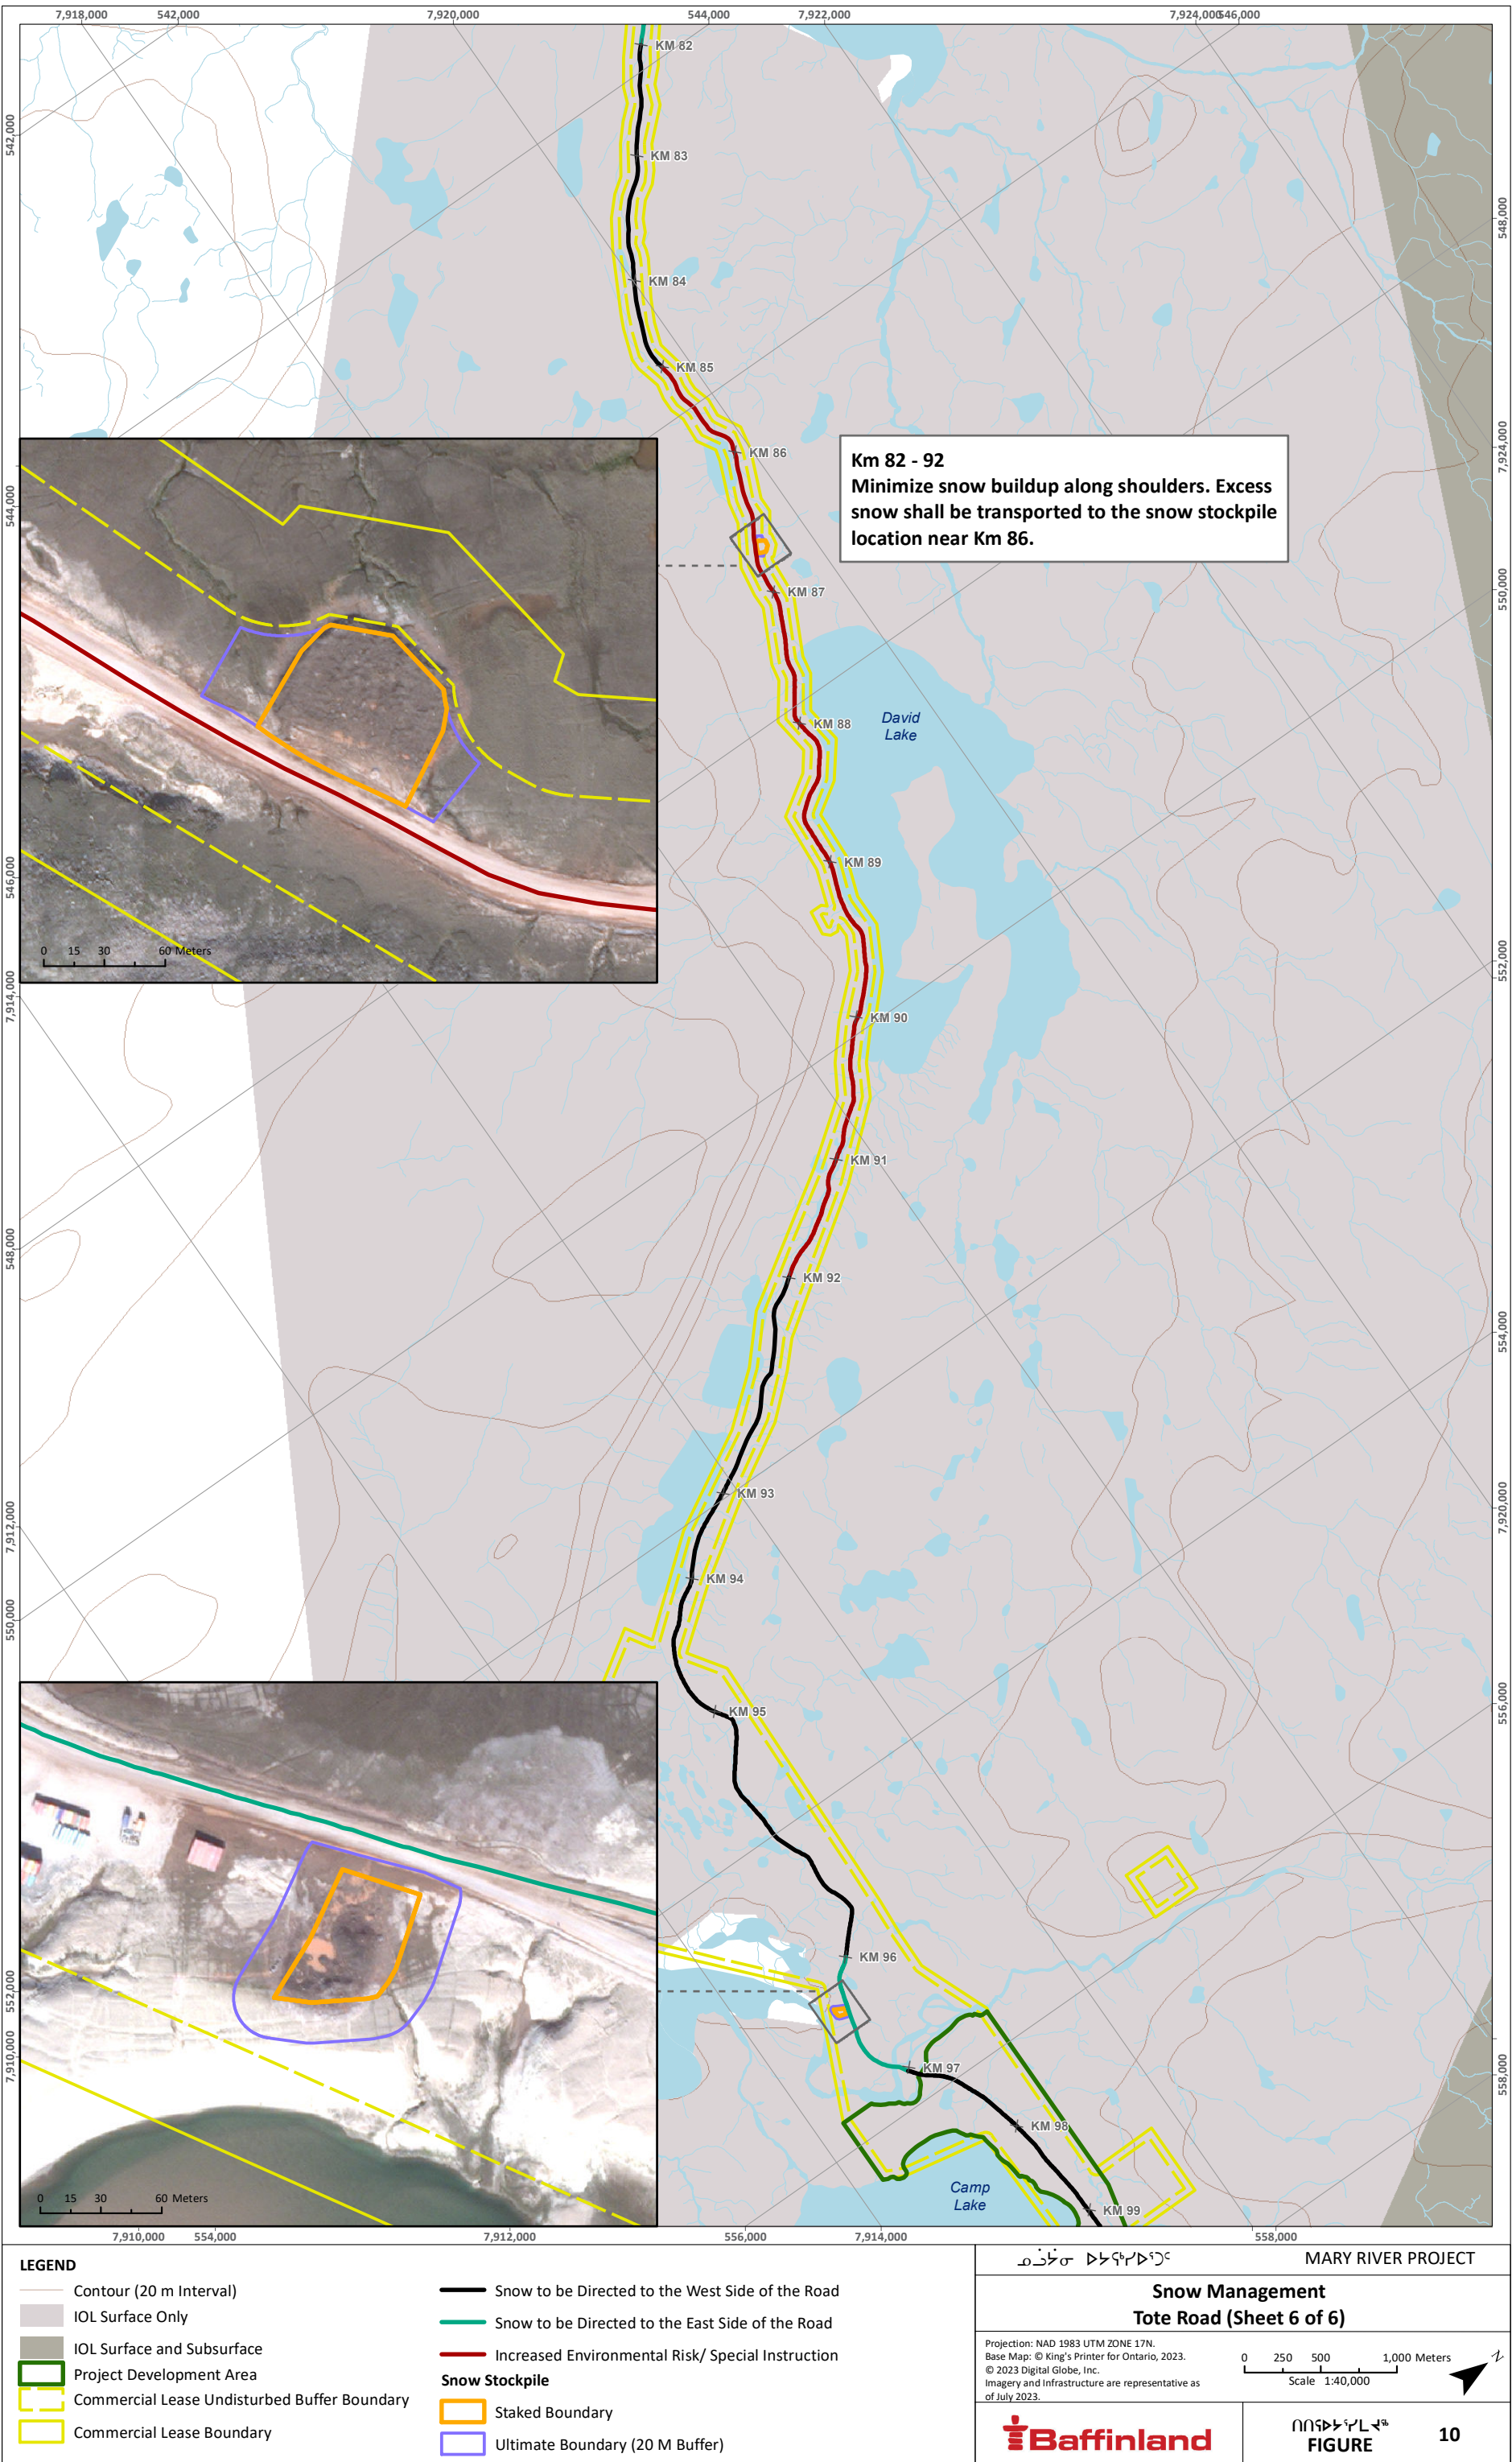 7,918,000
542,000
7,920,000
544,000
7,922,000
7,924,000
546,000
542,000
544,000
546,000
7,914,000
548,000
7,912,000
550,000
552,000
7,910,000
548,000
7,924,000
550,000
552,000
554,000
7,920,000
556,000
558,000
KM 82
KM 83
KM 84
KM 85
KM 86
Km 82 - 92
Minimize snow buildup along shoulders. Excess
snow shall be transported to the snow stockpile
location near Km 86.
KM 87
KM 88
David
Lake
KM 89
0 15 30 60 Meters
KM 90
KM 91
KM 92
KM 93
KM 94
KM 95
KM 96
KM 97
KM 98
Camp
Lake
KM 99
0 15 30 60 Meters
7,910,000
554,000
7,912,000
556,000
7,914,000
558,000
LEGEND
Contour (20 m Interval)
IOL Surface Only
IOL Surface and Subsurface
Project Development Area
Commercial Lease Undisturbed Buffer Boundary
Commercial Lease Boundary
Snow to be Directed to the West Side of the Road
Snow to be Directed to the East Side of the Road
Increased Environmental Risk/ Special Instruction
Snow Stockpile
Staked Boundary
Ultimate Boundary (20 M Buffer)
MARY RIVER PROJECT
Snow Management
Tote Road (Sheet 6 of 6)
Projection: NAD 1983 UTM ZONE 17N.
Base Map: © King's Printer for Ontario, 2023.
© 2023 Digital Globe, Inc.
Imagery and Infrastructure are representative as
of July 2023.
0 250 500 1,000 Meters
Scale 1:40,000
N
Baffinland
FIGURE
10